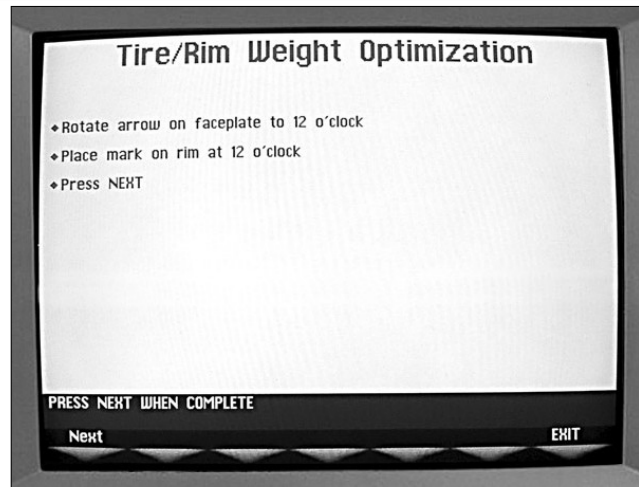 Tire/Rim Weight Optimization
◆Rotate arrow on faceplate to 12 o'clock
◆Place mark on rim at 12 o'clock
◆Press NEXT
PRESS NEXT WHEN COMPLETE
Next EXIT